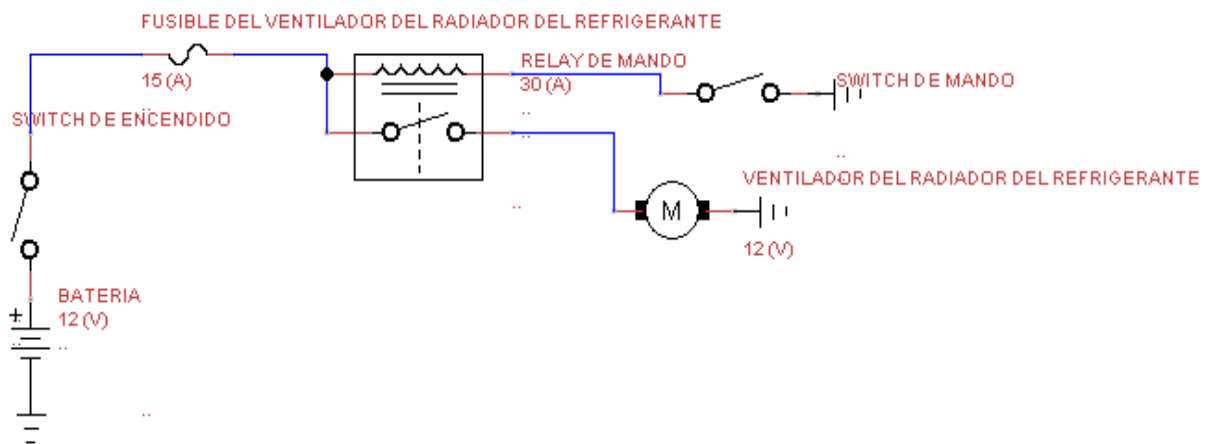 FUSIBLE DEL VENTILADOR DEL RADIADOR DEL REFRIGERANTE
15 (A)
RELAY DE MANDO
30 (A)
SWITCH DE MANDO
SWITCH DE ENCENDIDO
VENTILADOR DEL RADIADOR DEL REFRIGERANTE
M
12 (V)
BATERIA
12 (V)
+